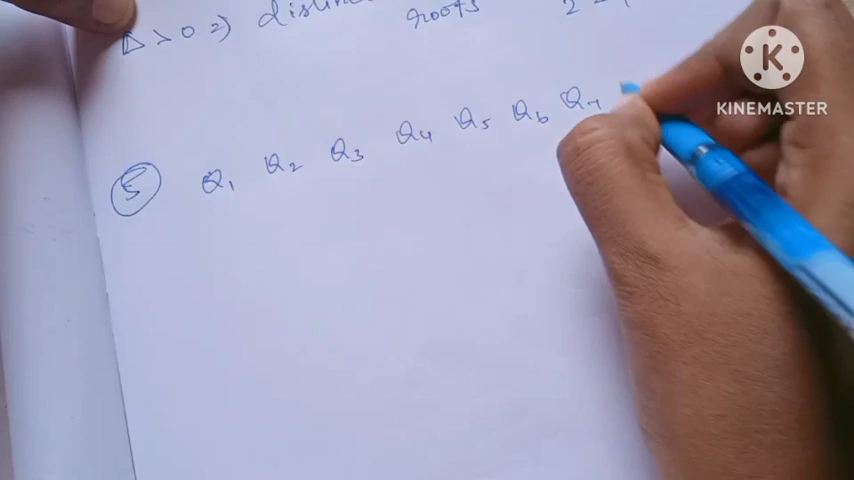 Δ > 0 ⇒ distinc roots
⑤ Q₁ Q₂ Q₃ Q₄ Q₅ Q₆ Q₇
K
KINEMASTER